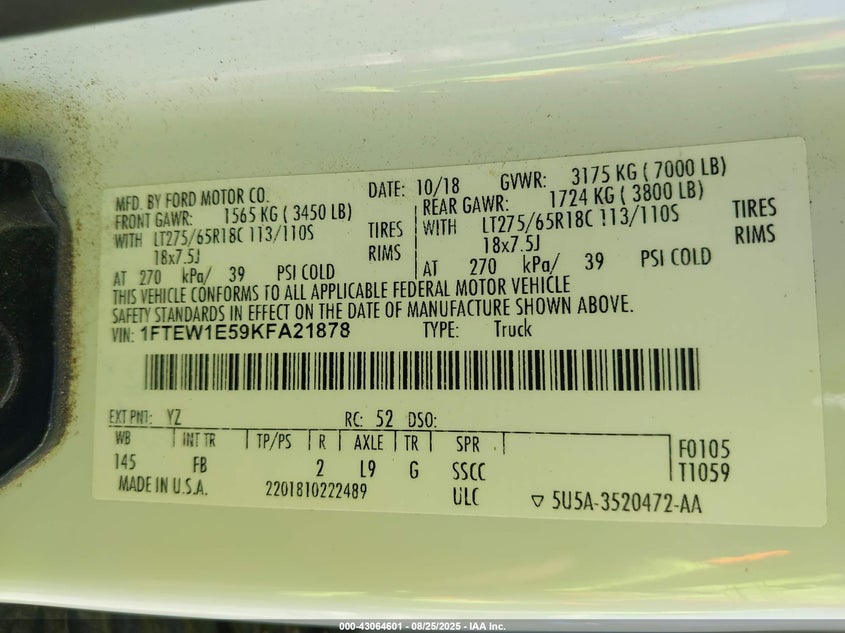 MFD. BY FORD MOTOR CO. DATE: 10/18 GVWR: 3175 KG ( 7000 LB)
FRONT GAWR: 1565 KG ( 3450 LB) REAR GAWR: 1724 KG ( 3800 LB)
WITH LT275/65R18C 113/110S TIRES WITH LT275/65R18C 113/110S TIRES
18x7.5J RIMS 18x7.5J RIMS
AT 270 kPa/ 39 PSI COLD AT 270 kPa/ 39 PSI COLD
THIS VEHICLE CONFORMS TO ALL APPLICABLE FEDERAL MOTOR VEHICLE
SAFETY STANDARDS IN EFFECT ON THE DATE OF MANUFACTURE SHOWN ABOVE.
VIN: 1FTEW1E59KFA21878 TYPE: Truck
EXT PNT: YZ RC: 52 DSO:
WB INT TR TP/PS R AXLE TR SPR F0105
145 FB 2 L9 G SSCC T1059
MADE IN U.S.A. 2201810222489 ULC ▽ 5U5A-3520472-AA
000-43064601 - 08/25/2025 - IAA Inc.